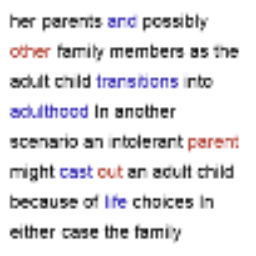 her parents and possibly
other family members as the
adult child transitions into
adulthood In another
scenario an intolerant parent
might cast out an adult child
because of life choices In
either case the family